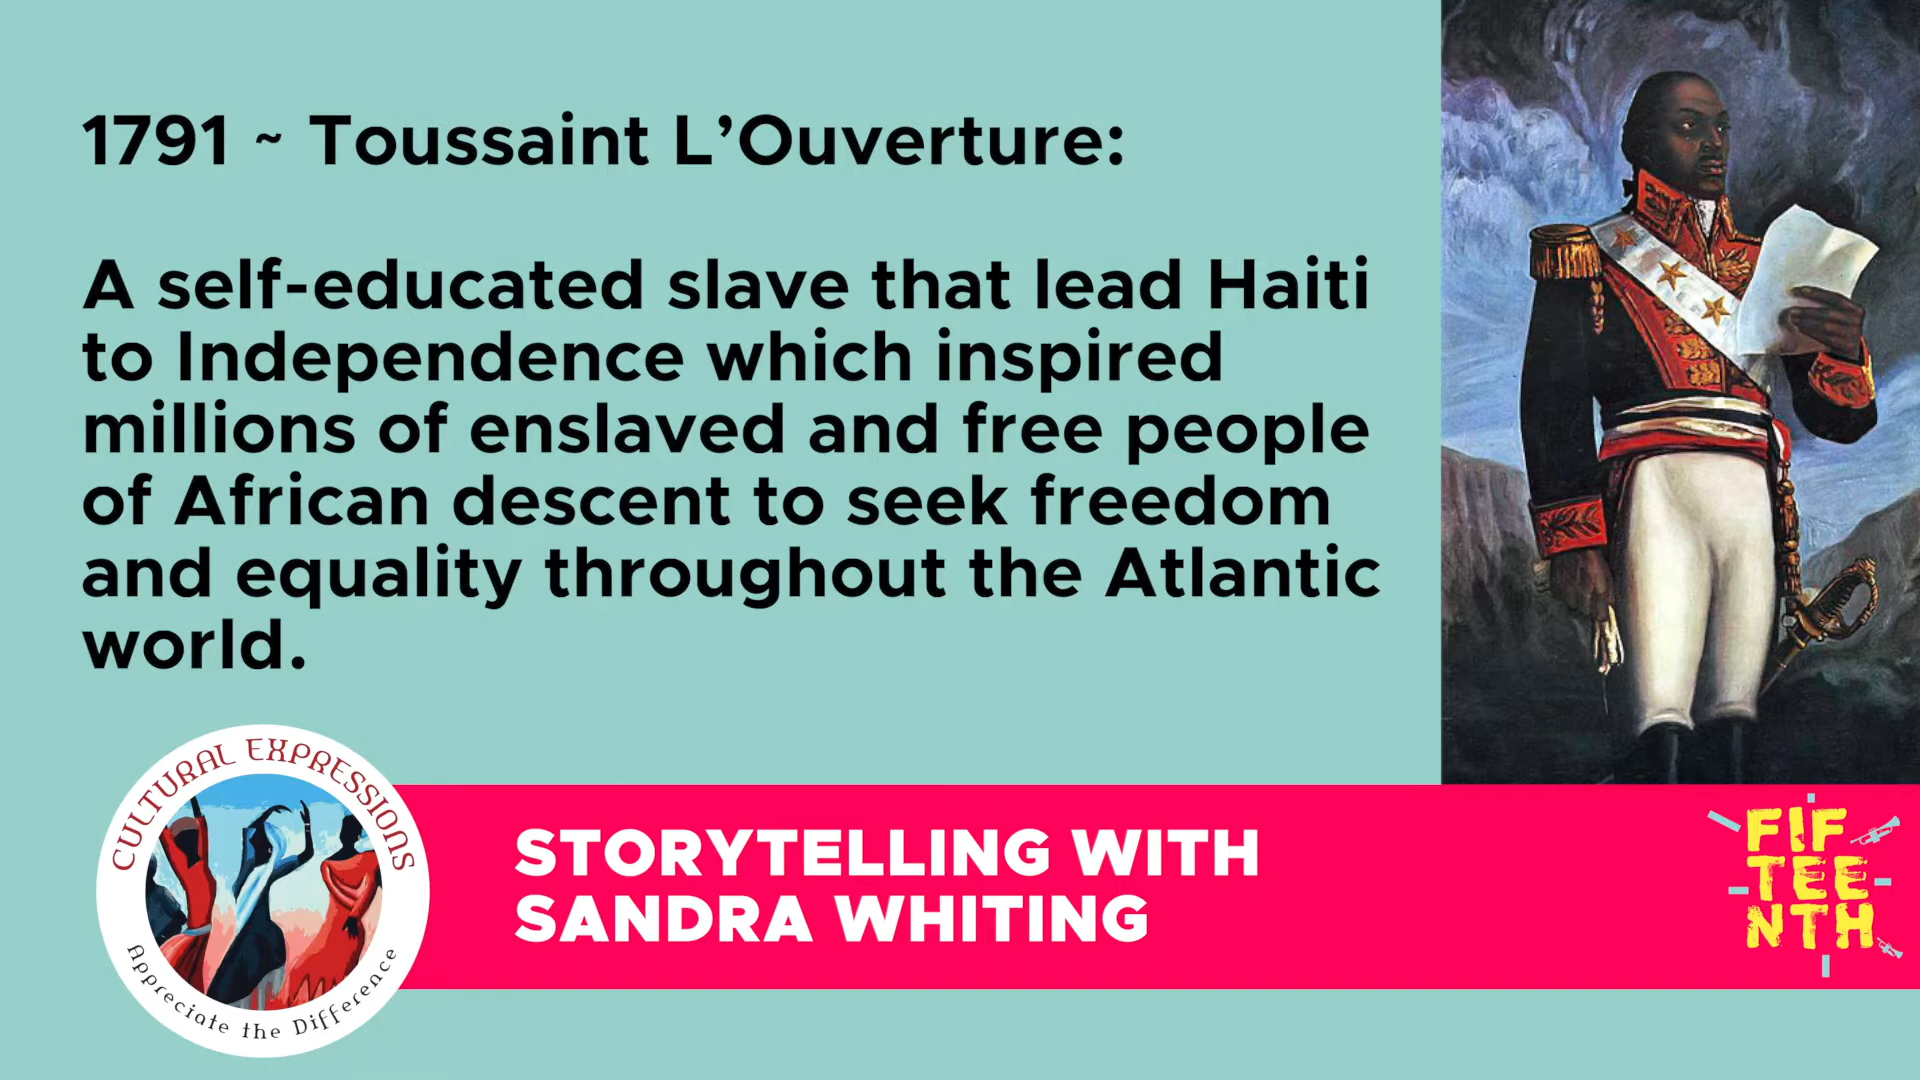 1791 ~ Toussaint L’Ouverture:
A self-educated slave that lead Haiti
to Independence which inspired
millions of enslaved and free people
of African descent to seek freedom
and equality throughout the Atlantic
world.
CULTURAL EXPRESSIONS
Appreciate the Difference
STORYTELLING WITH
SANDRA WHITING
FIF
TEE
NTH